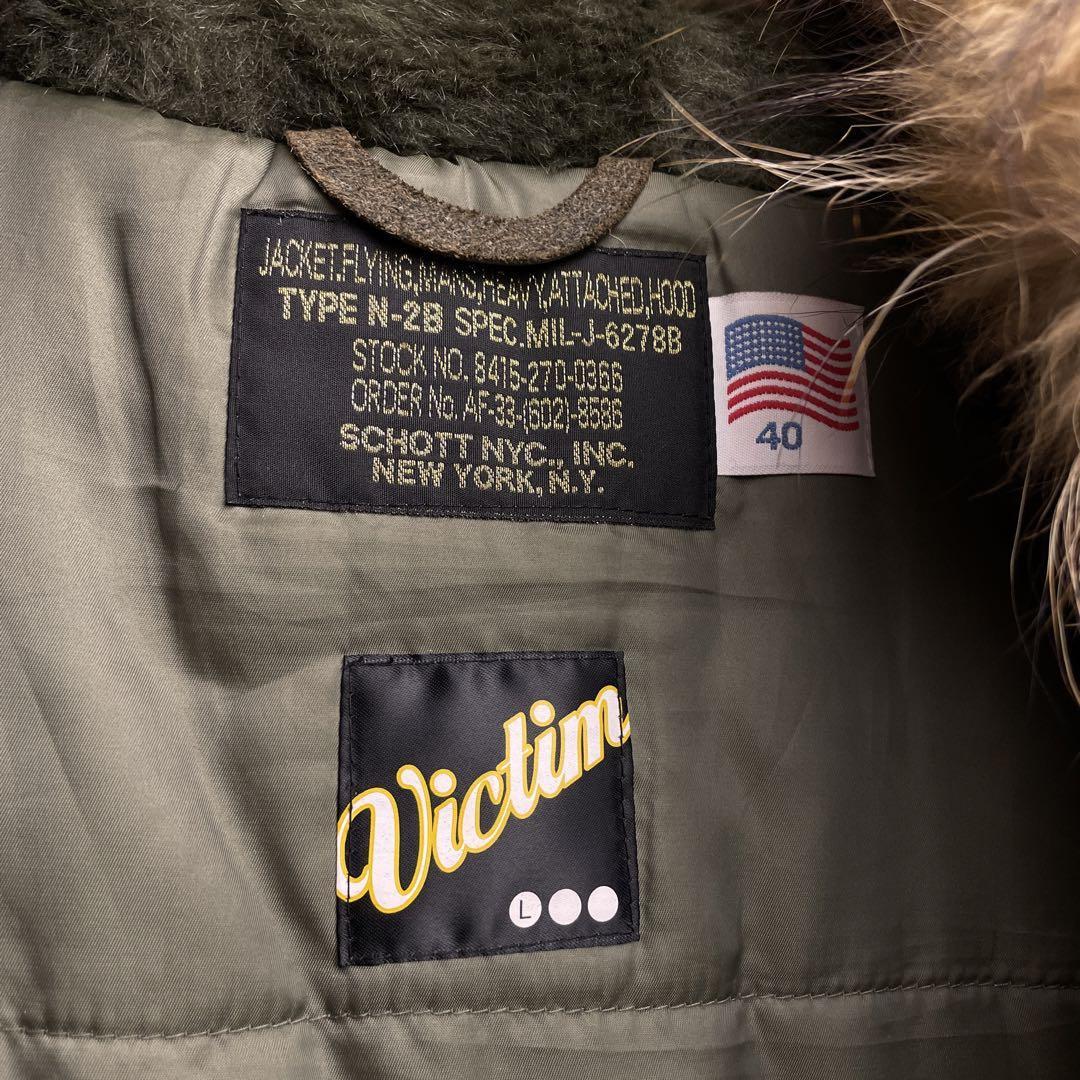 JACKET.FLYING,MANS,HEAVY,ATTACHED,HOOD
TYPE N-2B SPEC.MIL-J-6278B
STOCK NO. 8415-270-0366
ORDER No. AF-33-(602)-8586
SCHOTT NYC., INC.
NEW YORK, N.Y.
40
Victim
L